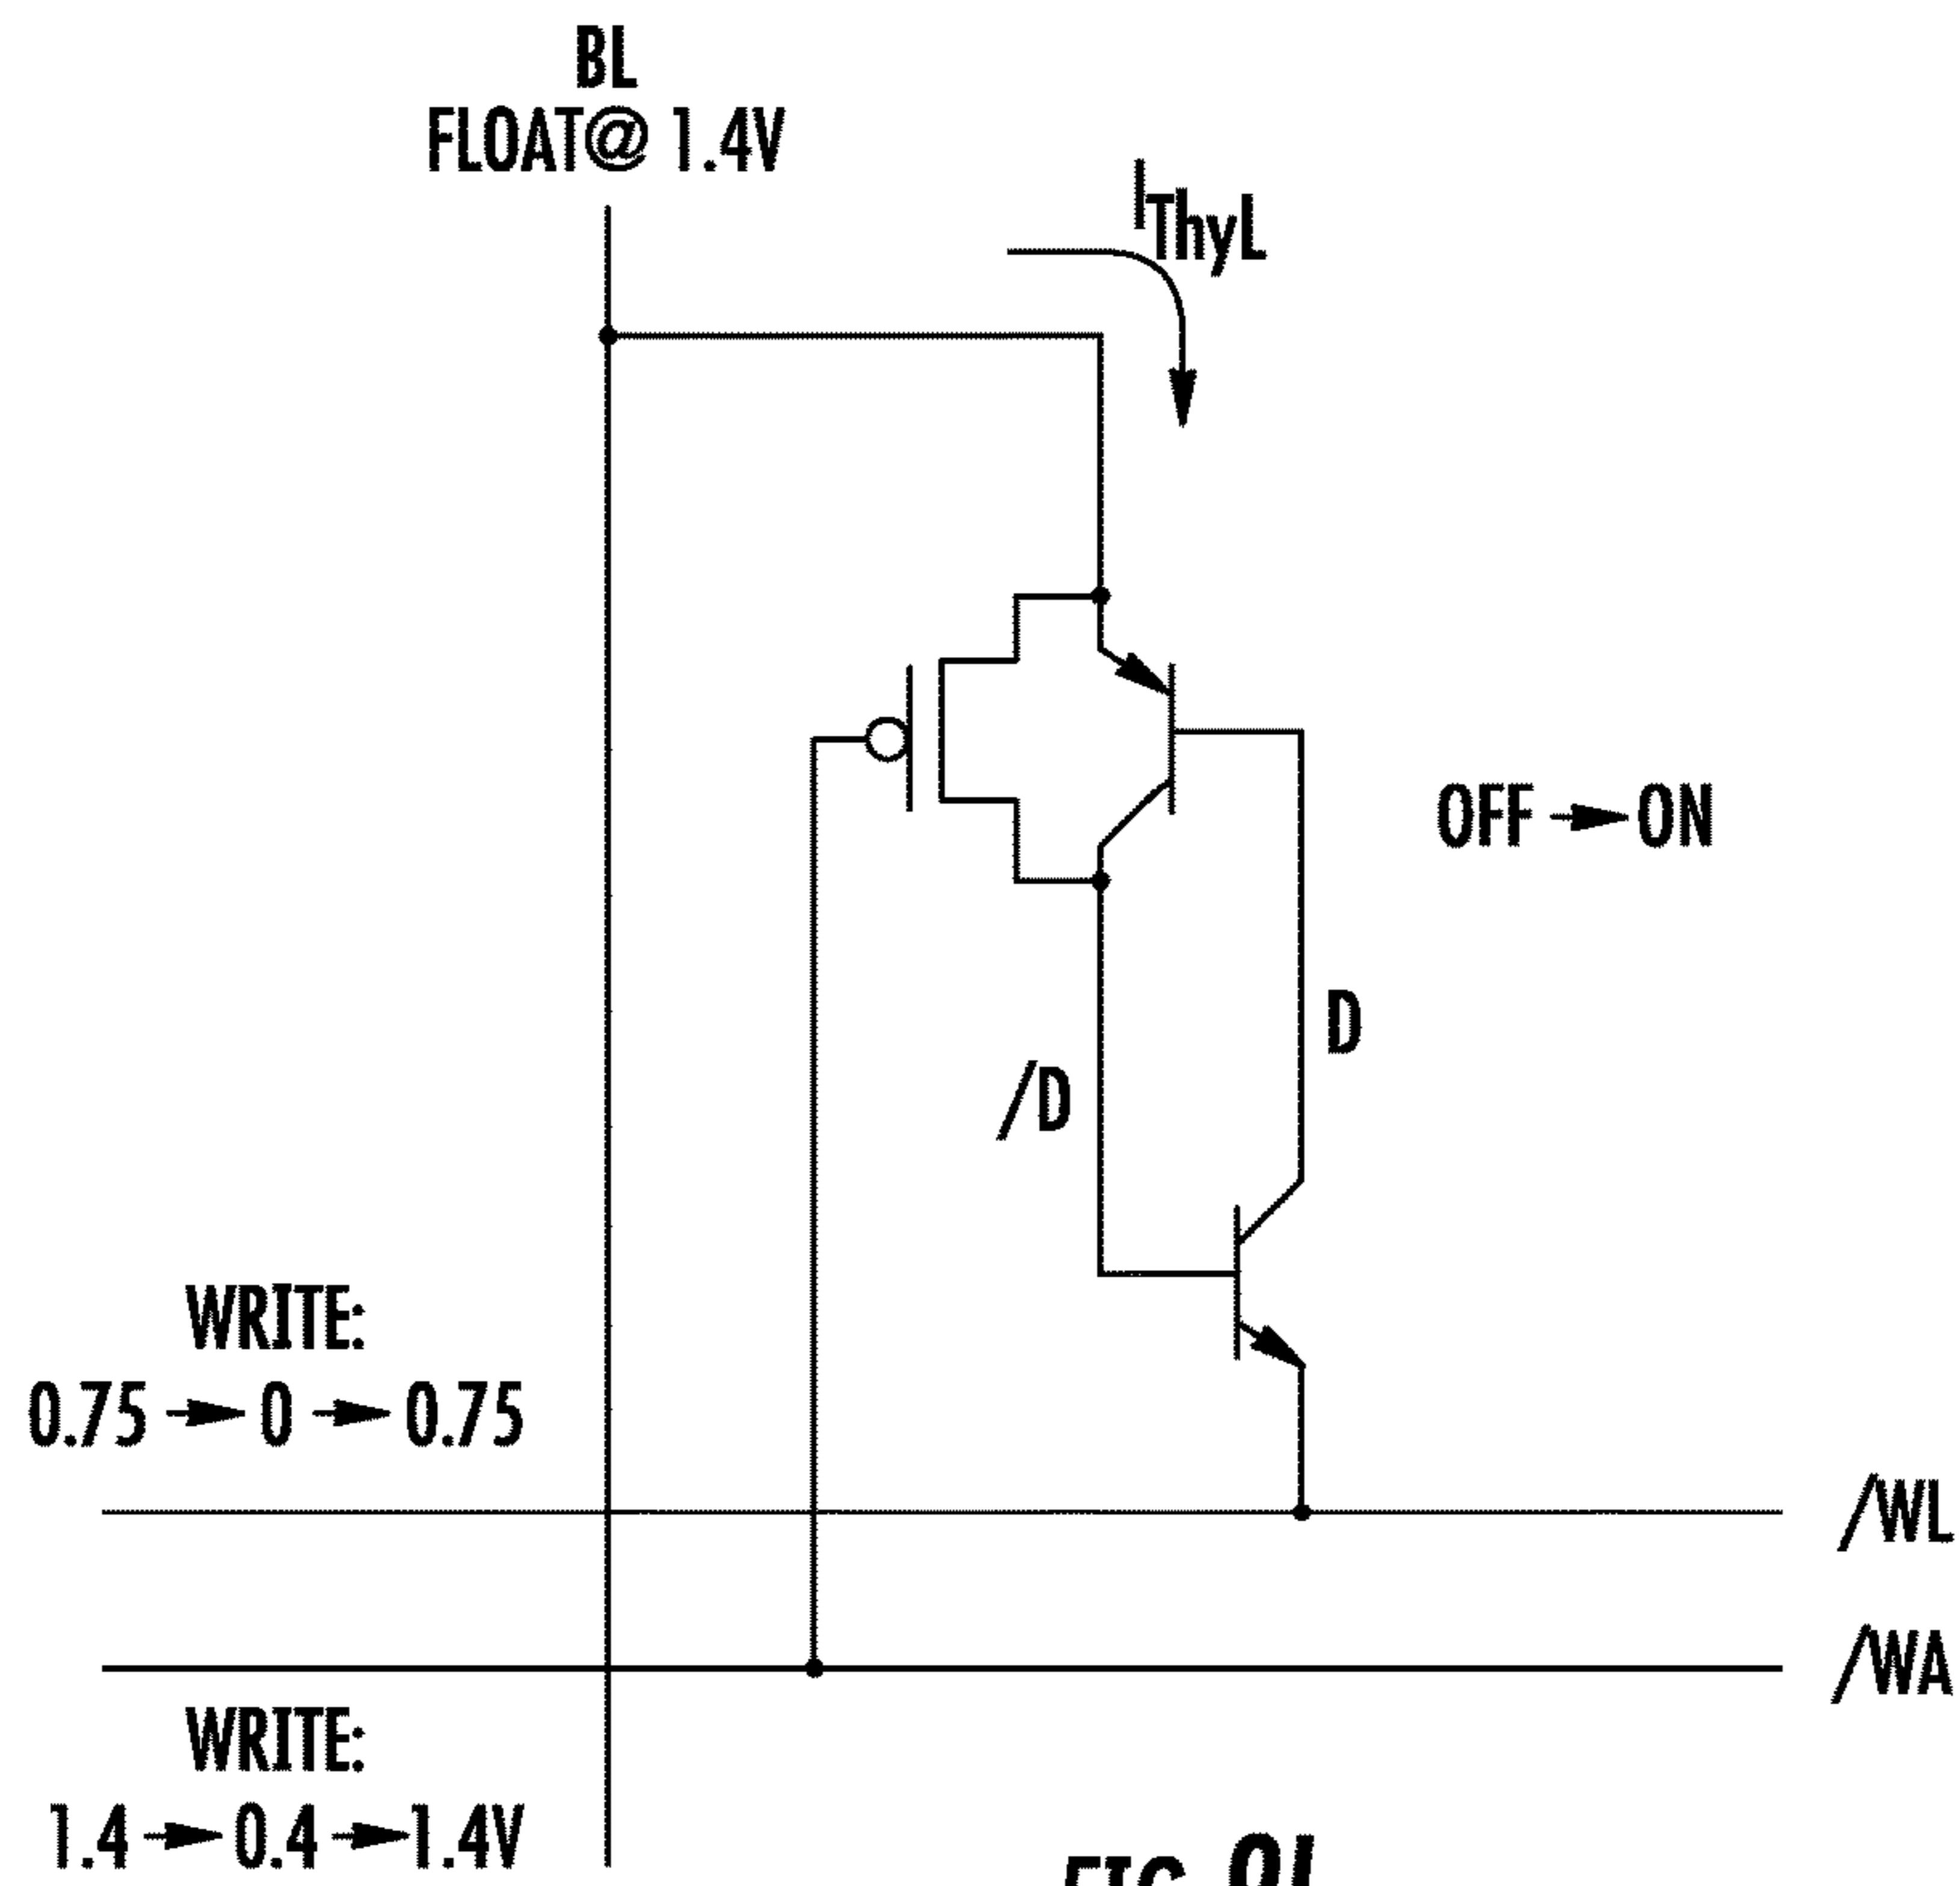 BL
FLOAT@ 1.4V
IThyL
OFF → ON
D
/D
WRITE:
0.75 → 0 → 0.75
/WL
/WA
WRITE:
1.4 → 0.4 → 1.4V